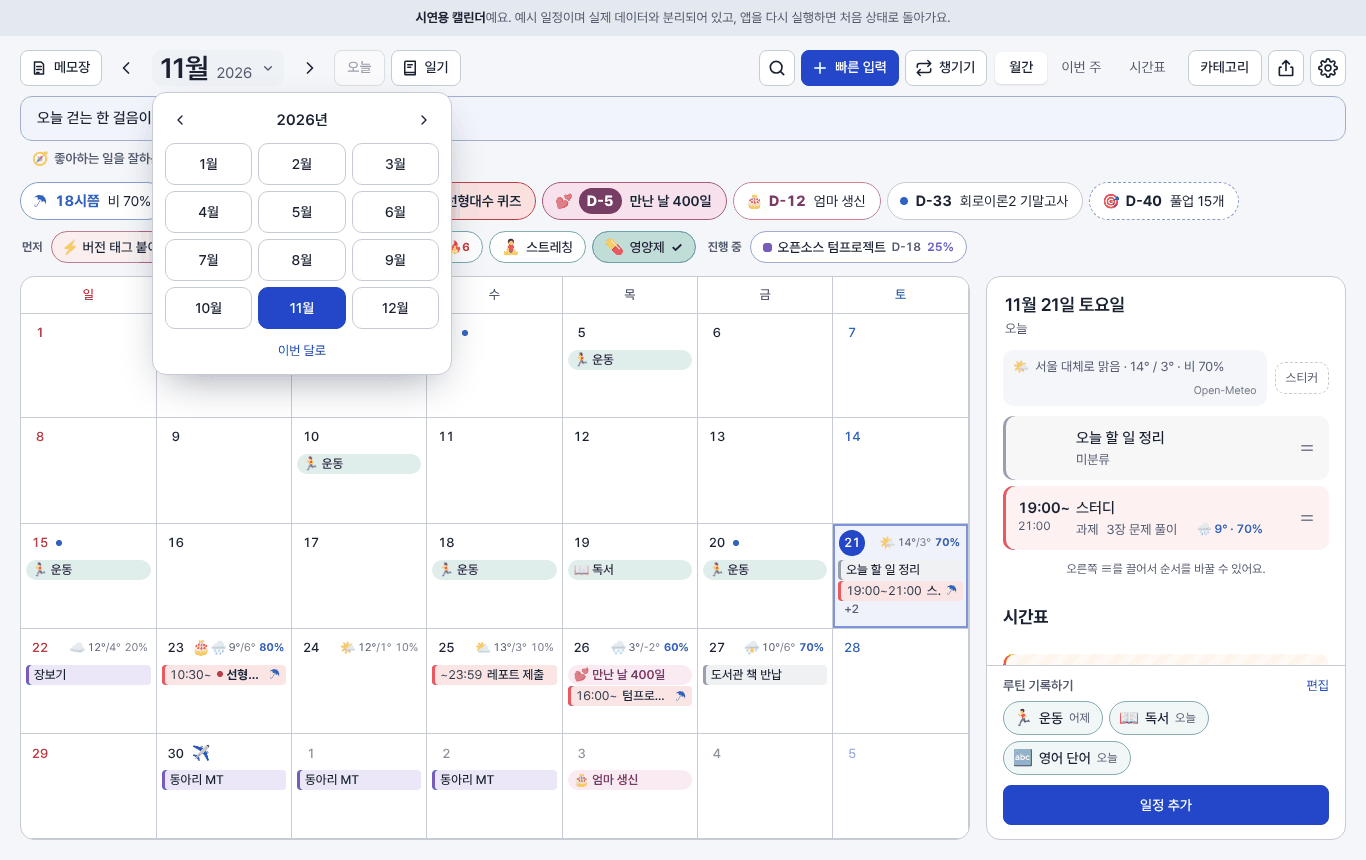 시연용 캘린더예요. 예시 일정이며 실제 데이터와 분리되어 있고, 앱을 다시 실행하면 처음 상태로 돌아가요.
메모장 11월 2026 오늘 일기 빠른 입력 챙기기 월간 이번 주 시간표 카테고리
오늘 걷는 한 걸음이
좋아하는 일을 잘하
2026년
1월 2월 3월
4월 5월 6월
7월 8월 9월
10월 11월 12월
이번 달로
18시쯤 비 70% 선형대수 퀴즈 D-5 만난 날 400일 D-12 엄마 생신 D-33 회로이론2 기말고사 D-40 풀업 15개
먼저 버전 태그 붙이 6 스트레칭 영양제 진행 중 오픈소스 텀프로젝트 D-18 25%
일 수 목 금 토
1 5 6 7
운동
8 9 10 11 12 13 14
운동
15 16 17 18 19 20 21 14°/3° 70%
운동 운동 독서 운동 오늘 할 일 정리
19:00~21:00 스.
+2
22 12°/4° 20% 23 9°/6° 80% 24 12°/1° 10% 25 13°/3° 10% 26 3°/-2° 60% 27 10°/6° 70% 28
장보기 10:30~ 선형... ~23:59 레포트 제출 만난 날 400일 도서관 책 반납
16:00~ 텀프로...
29 30 1 2 3 4 5
동아리 MT 동아리 MT 동아리 MT 엄마 생신
11월 21일 토요일
오늘
서울 대체로 맑음 · 14° / 3° · 비 70%
Open-Meteo
스티커
오늘 할 일 정리
미분류
19:00~ 스터디
21:00 과제 3장 문제 풀이 9° · 70%
오른쪽 ☰를 끌어서 순서를 바꿀 수 있어요.
시간표
루틴 기록하기 편집
운동 어제 독서 오늘
abc 영어 단어 오늘
일정 추가